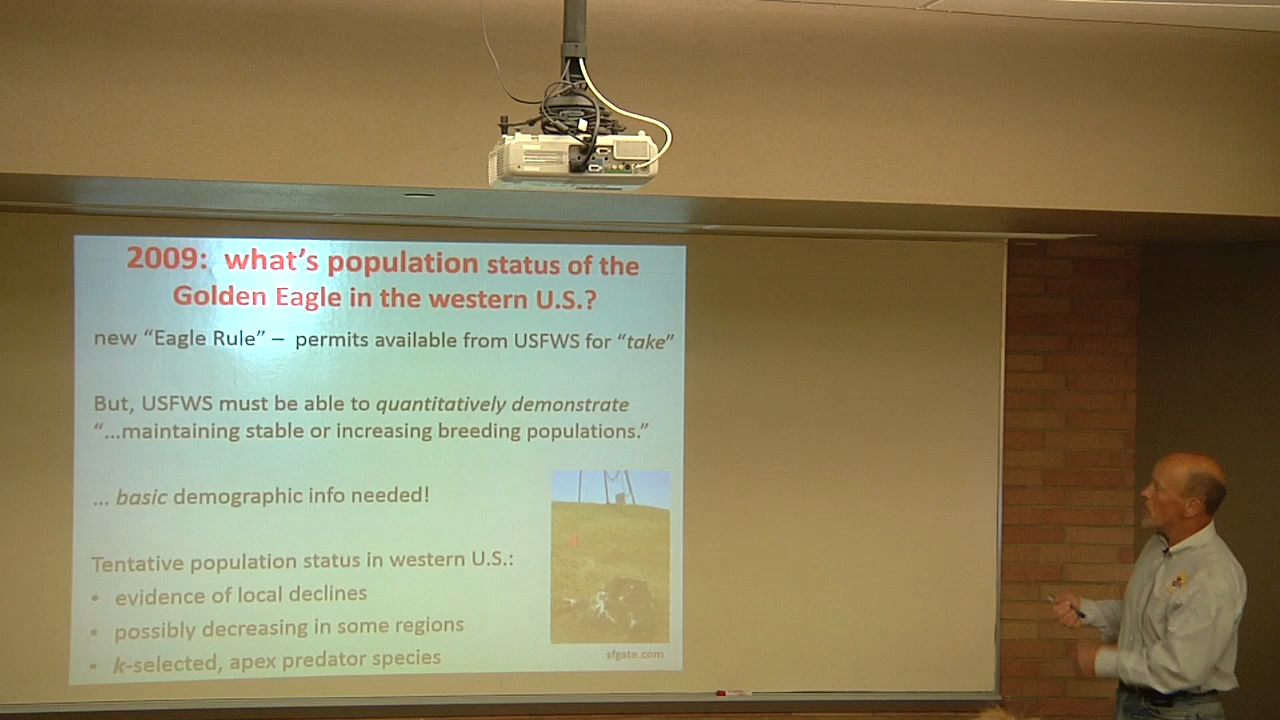 2009: what's population status of the
Golden Eagle in the western U.S.?
new "Eagle Rule" – permits available from USFWS for "take"
But, USFWS must be able to quantitatively demonstrate
"...maintaining stable or increasing breeding populations."
... basic demographic info needed!
Tentative population status in western U.S.:
• evidence of local declines
• possibly decreasing in some regions
• k-selected, apex predator species
sfgate.com